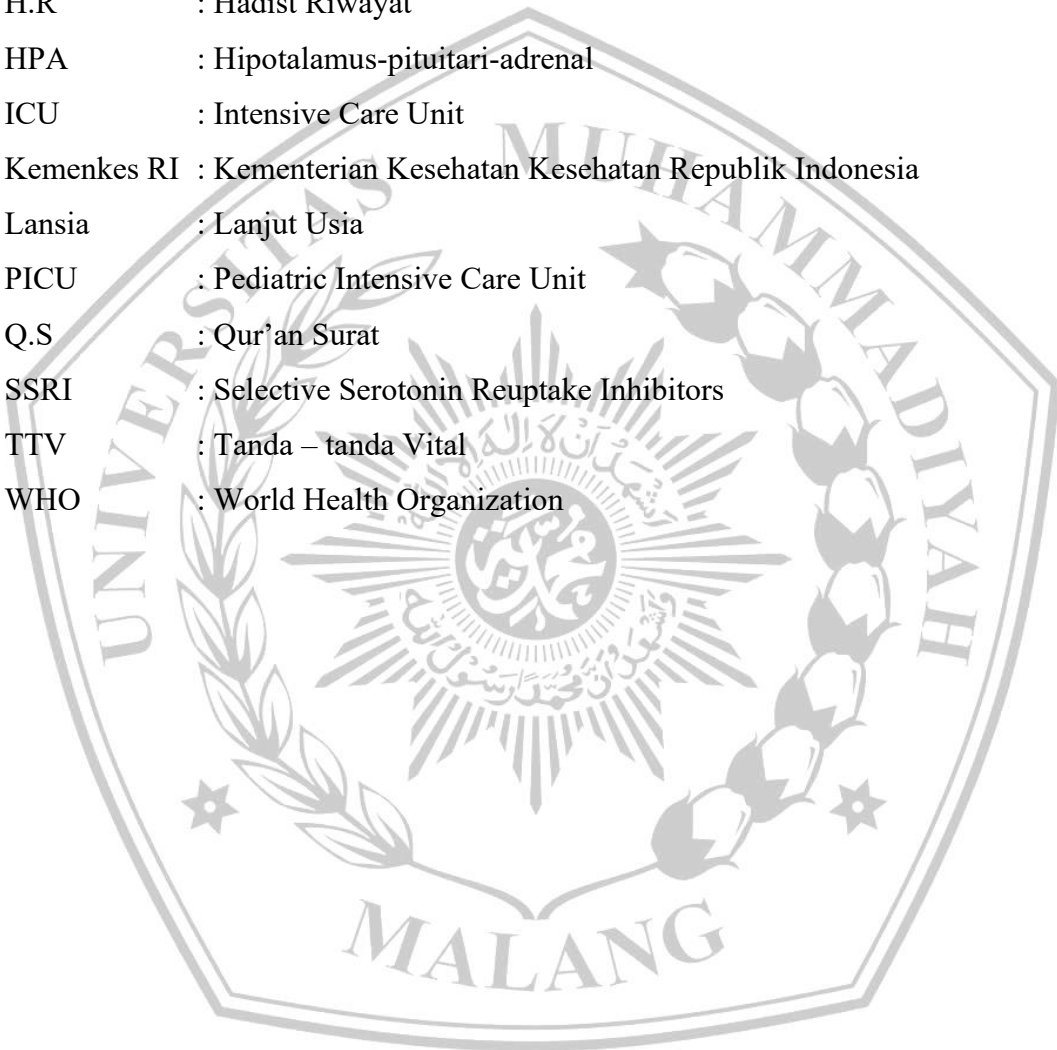 H.R : Hadist Riwayat
HPA : Hipotalamus-pituitari-adrenal
ICU : Intensive Care Unit
Kemenkes RI : Kementerian Kesehatan Kesehatan Republik Indonesia
Lansia : Lanjut Usia
PICU : Pediatric Intensive Care Unit
Q.S : Qur’an Surat
SSRI : Selective Serotonin Reuptake Inhibitors
TTV : Tanda – tanda Vital
WHO : World Health Organization
UNIVERSITAS MUHAMMADIYAH
MALANG